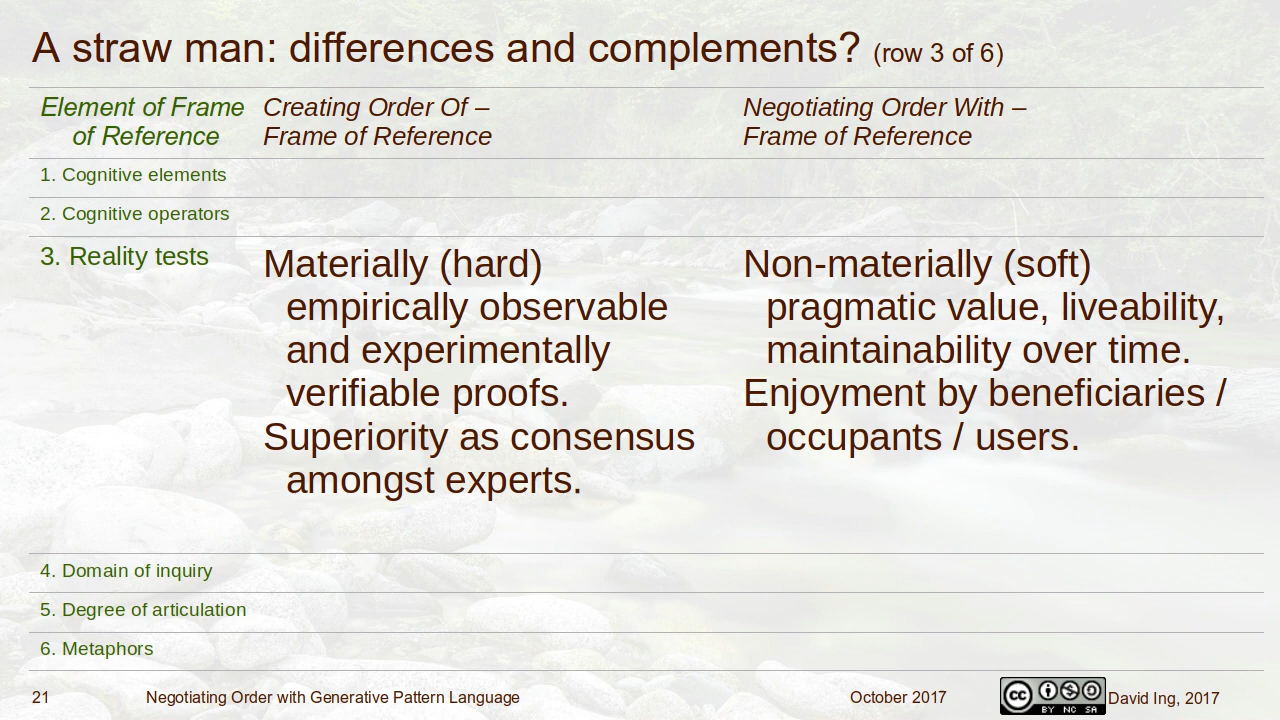 A straw man: differences and complements? (row 3 of 6)
Element of Frame of Reference
Creating Order Of –
Frame of Reference
Negotiating Order With –
Frame of Reference
1. Cognitive elements
2. Cognitive operators
3. Reality tests
Materially (hard)
empirically observable
and experimentally
verifiable proofs.
Superiority as consensus
amongst experts.
Non-materially (soft)
pragmatic value, liveability,
maintainability over time.
Enjoyment by beneficiaries /
occupants / users.
4. Domain of inquiry
5. Degree of articulation
6. Metaphors
21
Negotiating Order with Generative Pattern Language
October 2017
cc BY NC SA
David Ing, 2017